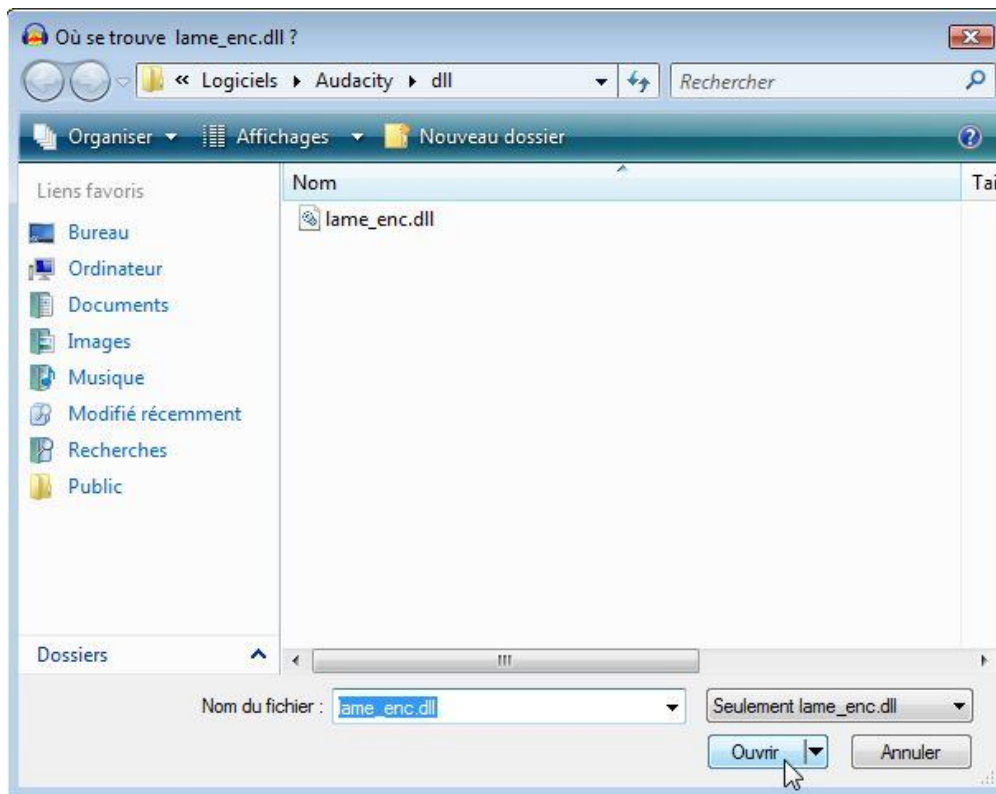 Où se trouve lame_enc.dll ?
« Logiciels Audacity dll
Rechercher
Organiser Affichages Nouveau dossier
Liens favoris
Nom Tai
lame_enc.dll
Bureau
Ordinateur
Documents
Images
Musique
Modifié récemment
Recherches
Public
Dossiers
Nom du fichier : lame_enc.dll
Seulement lame_enc.dll
Ouvrir Annuler